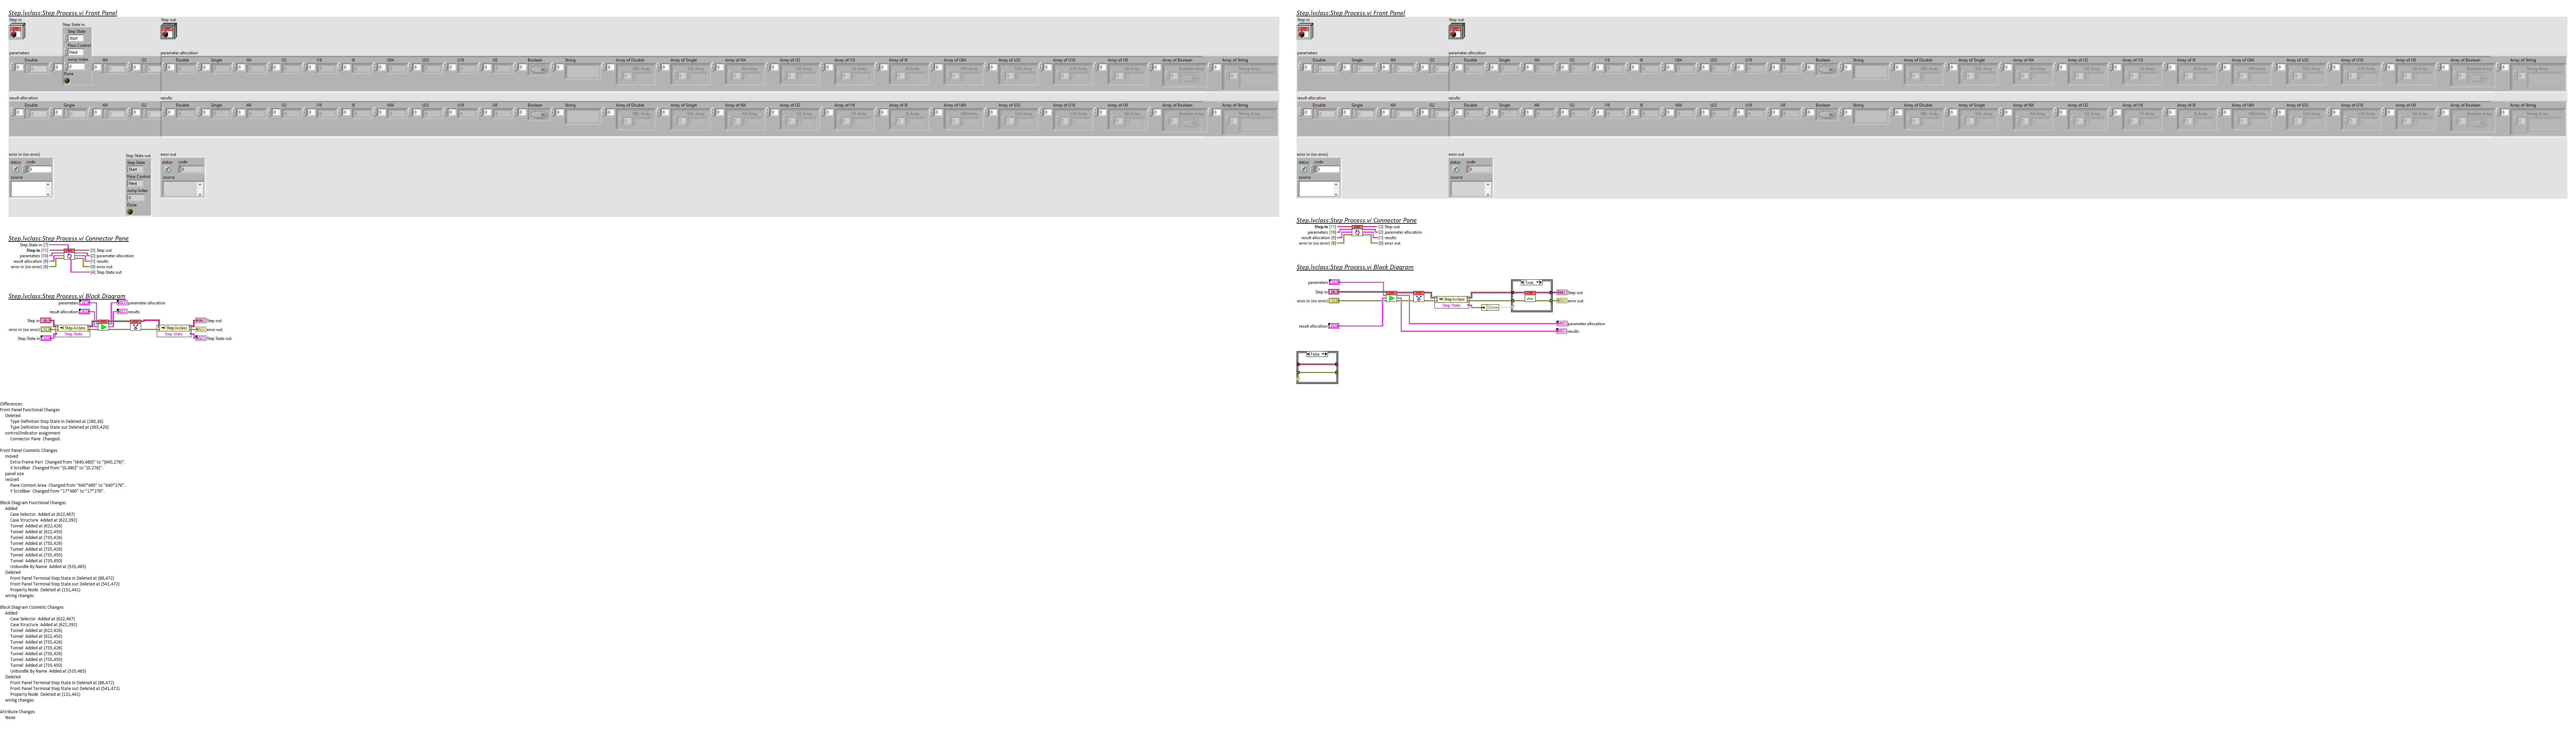 Step.lvclass:Step Process.vi Front Panel
Step in
Step out
Step State in
Step State
Start
Flow Control
Next
Jump Index
0
Done
parameters
parameter allocation
Double I64 I32 Double Single I64 I32 I16 I8 U64 U32 U16 U8 Boolean String Array of Double Array of Single Array of I64 Array of I32 Array of I16 Array of I8 Array of U64 Array of U32 Array of U16 Array of U8 Array of Boolean Array of String
result allocation
results
Double Single I64 I32 Double Single I64 I32 I16 I8 U64 U32 U16 U8 Boolean String Array of Double Array of Single Array of I64 Array of I32 Array of I16 Array of I8 Array of U64 Array of U32 Array of U16 Array of U8 Array of Boolean Array of String
error in (no error)
status code
source
Step State out
Step State
Start
Flow Control
Next
Jump Index
0
Done
error out
status code
source
Step.lvclass:Step Process.vi Connector Pane
Step State in [7]
Step in [11]
parameters [10]
result allocation [9]
error in (no error) [8]
[3] Step out
[2] parameter allocation
[1] results
[0] error out
[4] Step State out
Step.lvclass:Step Process.vi Block Diagram
parameters
parameter allocation
result allocation
results
Step in
Step out
error in (no error)
error out
Step State in
Step State out
Step.lvclass
Step State
Step.lvclass
Step State
Differences:
Front Panel Functional Changes
Deleted
Type Definition Step State in Deleted at (180,36)
Type Definition Step State out Deleted at (385,420)
control/indicator assignment
Connector Pane Changed.
Front Panel Cosmetic Changes
moved
Extra Frame Part Changed from "(640,480)" to "(640,276)".
X Scrollbar Changed from "(0,480)" to "(0,276)".
panel size
resized
Pane Content Area Changed from "640*480" to "640*276".
Y Scrollbar Changed from "17*480" to "17*276".
Block Diagram Functional Changes
Added
Case Selector Added at (622,467)
Case Structure Added at (622,392)
Tunnel Added at (622,426)
Tunnel Added at (622,450)
Tunnel Added at (735,426)
Tunnel Added at (735,426)
Tunnel Added at (735,426)
Tunnel Added at (735,450)
Tunnel Added at (735,450)
Unbundle By Name Added at (535,465)
Deleted
Front Panel Terminal Step State in Deleted at (88,472)
Front Panel Terminal Step State out Deleted at (541,472)
Property Node Deleted at (131,441)
wiring changes
Block Diagram Cosmetic Changes
Added
Case Selector Added at (622,467)
Case Structure Added at (622,392)
Tunnel Added at (622,426)
Tunnel Added at (622,450)
Tunnel Added at (735,426)
Tunnel Added at (735,426)
Tunnel Added at (735,426)
Tunnel Added at (735,450)
Tunnel Added at (735,450)
Unbundle By Name Added at (535,465)
Deleted
Front Panel Terminal Step State in Deleted at (88,472)
Front Panel Terminal Step State out Deleted at (541,472)
Property Node Deleted at (131,441)
wiring changes
Attribute Changes
None
Step.lvclass:Step Process.vi Front Panel
Step in
Step out
parameters
parameter allocation
Double Single I64 I32 Double Single I64 I32 I16 I8 U64 U32 U16 U8 Boolean String Array of Double Array of Single Array of I64 Array of I32 Array of I16 Array of I8 Array of U64 Array of U32 Array of U16 Array of U8 Array of Boolean Array of String
result allocation
results
Double Single I64 I32 Double Single I64 I32 I16 I8 U64 U32 U16 U8 Boolean String Array of Double Array of Single Array of I64 Array of I32 Array of I16 Array of I8 Array of U64 Array of U32 Array of U16 Array of U8 Array of Boolean Array of String
error in (no error)
status code
source
error out
status code
source
Step.lvclass:Step Process.vi Connector Pane
Step in [11]
parameters [10]
result allocation [9]
error in (no error) [8]
[3] Step out
[2] parameter allocation
[1] results
[0] error out
Step.lvclass:Step Process.vi Block Diagram
parameters
Step in
error in (no error)
result allocation
Step.lvclass
Step State
Done
True
Step out
error out
parameter allocation
results
False